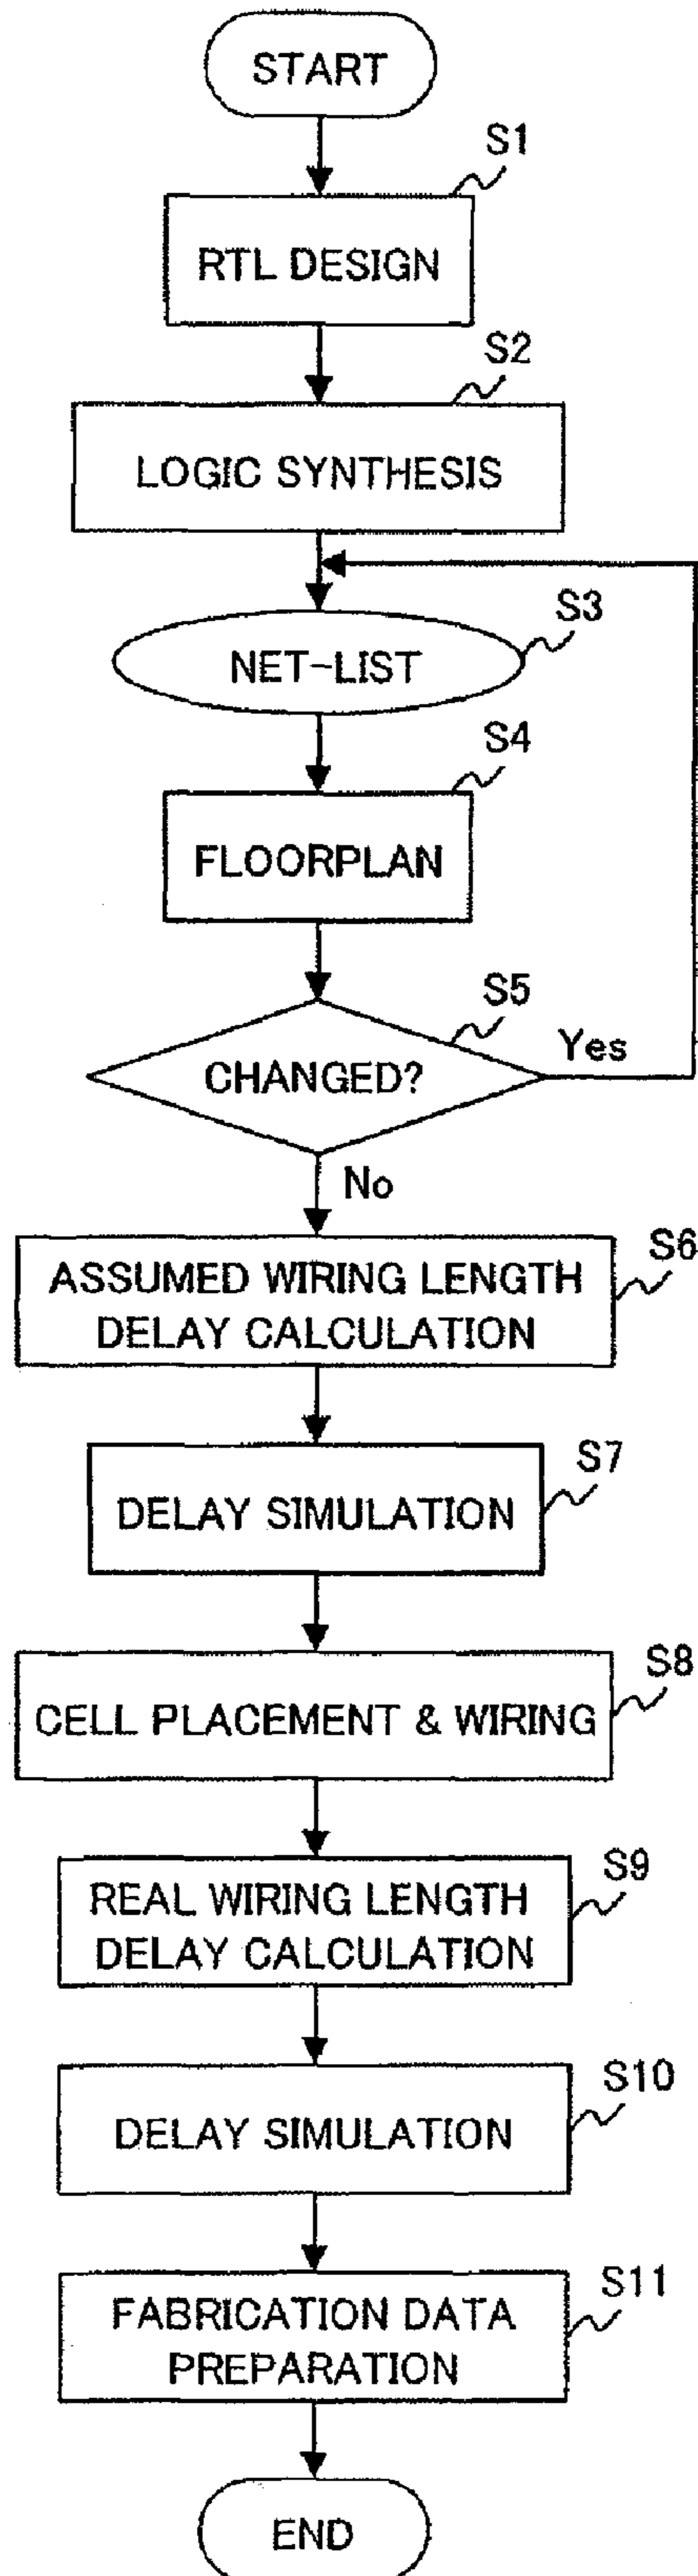 START
S1
RTL DESIGN
S2
LOGIC SYNTHESIS
S3
NET-LIST
S4
FLOORPLAN
S5
Yes
CHANGED?
No
S6
ASSUMED WIRING LENGTH
DELAY CALCULATION
S7
DELAY SIMULATION
S8
CELL PLACEMENT & WIRING
S9
REAL WIRING LENGTH
DELAY CALCULATION
S10
DELAY SIMULATION
S11
FABRICATION DATA
PREPARATION
END